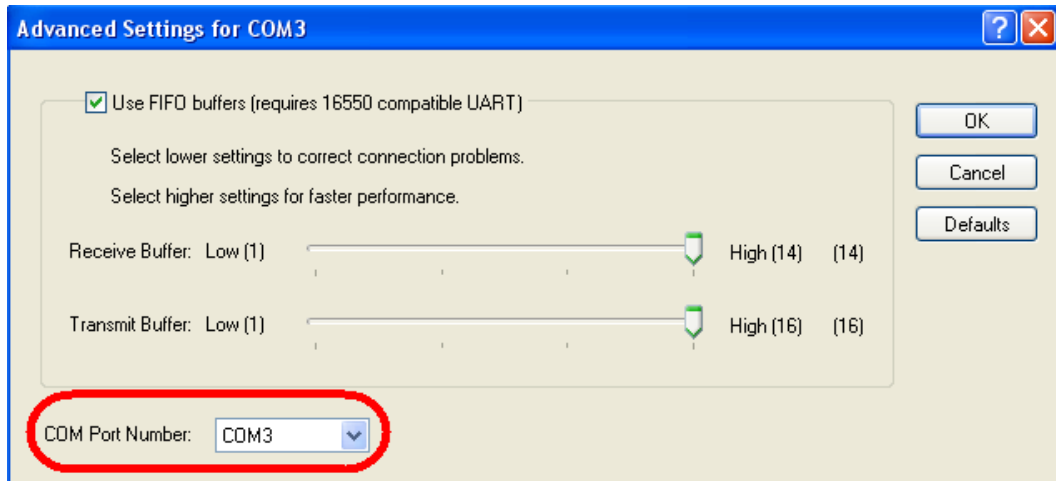 Advanced Settings for COM3
Use FIFO buffers (requires 16550 compatible UART)
OK
Select lower settings to correct connection problems.
Cancel
Select higher settings for faster performance.
Defaults
Receive Buffer: Low (1) High (14) (14)
Transmit Buffer: Low (1) High (16) (16)
COM Port Number: COM3